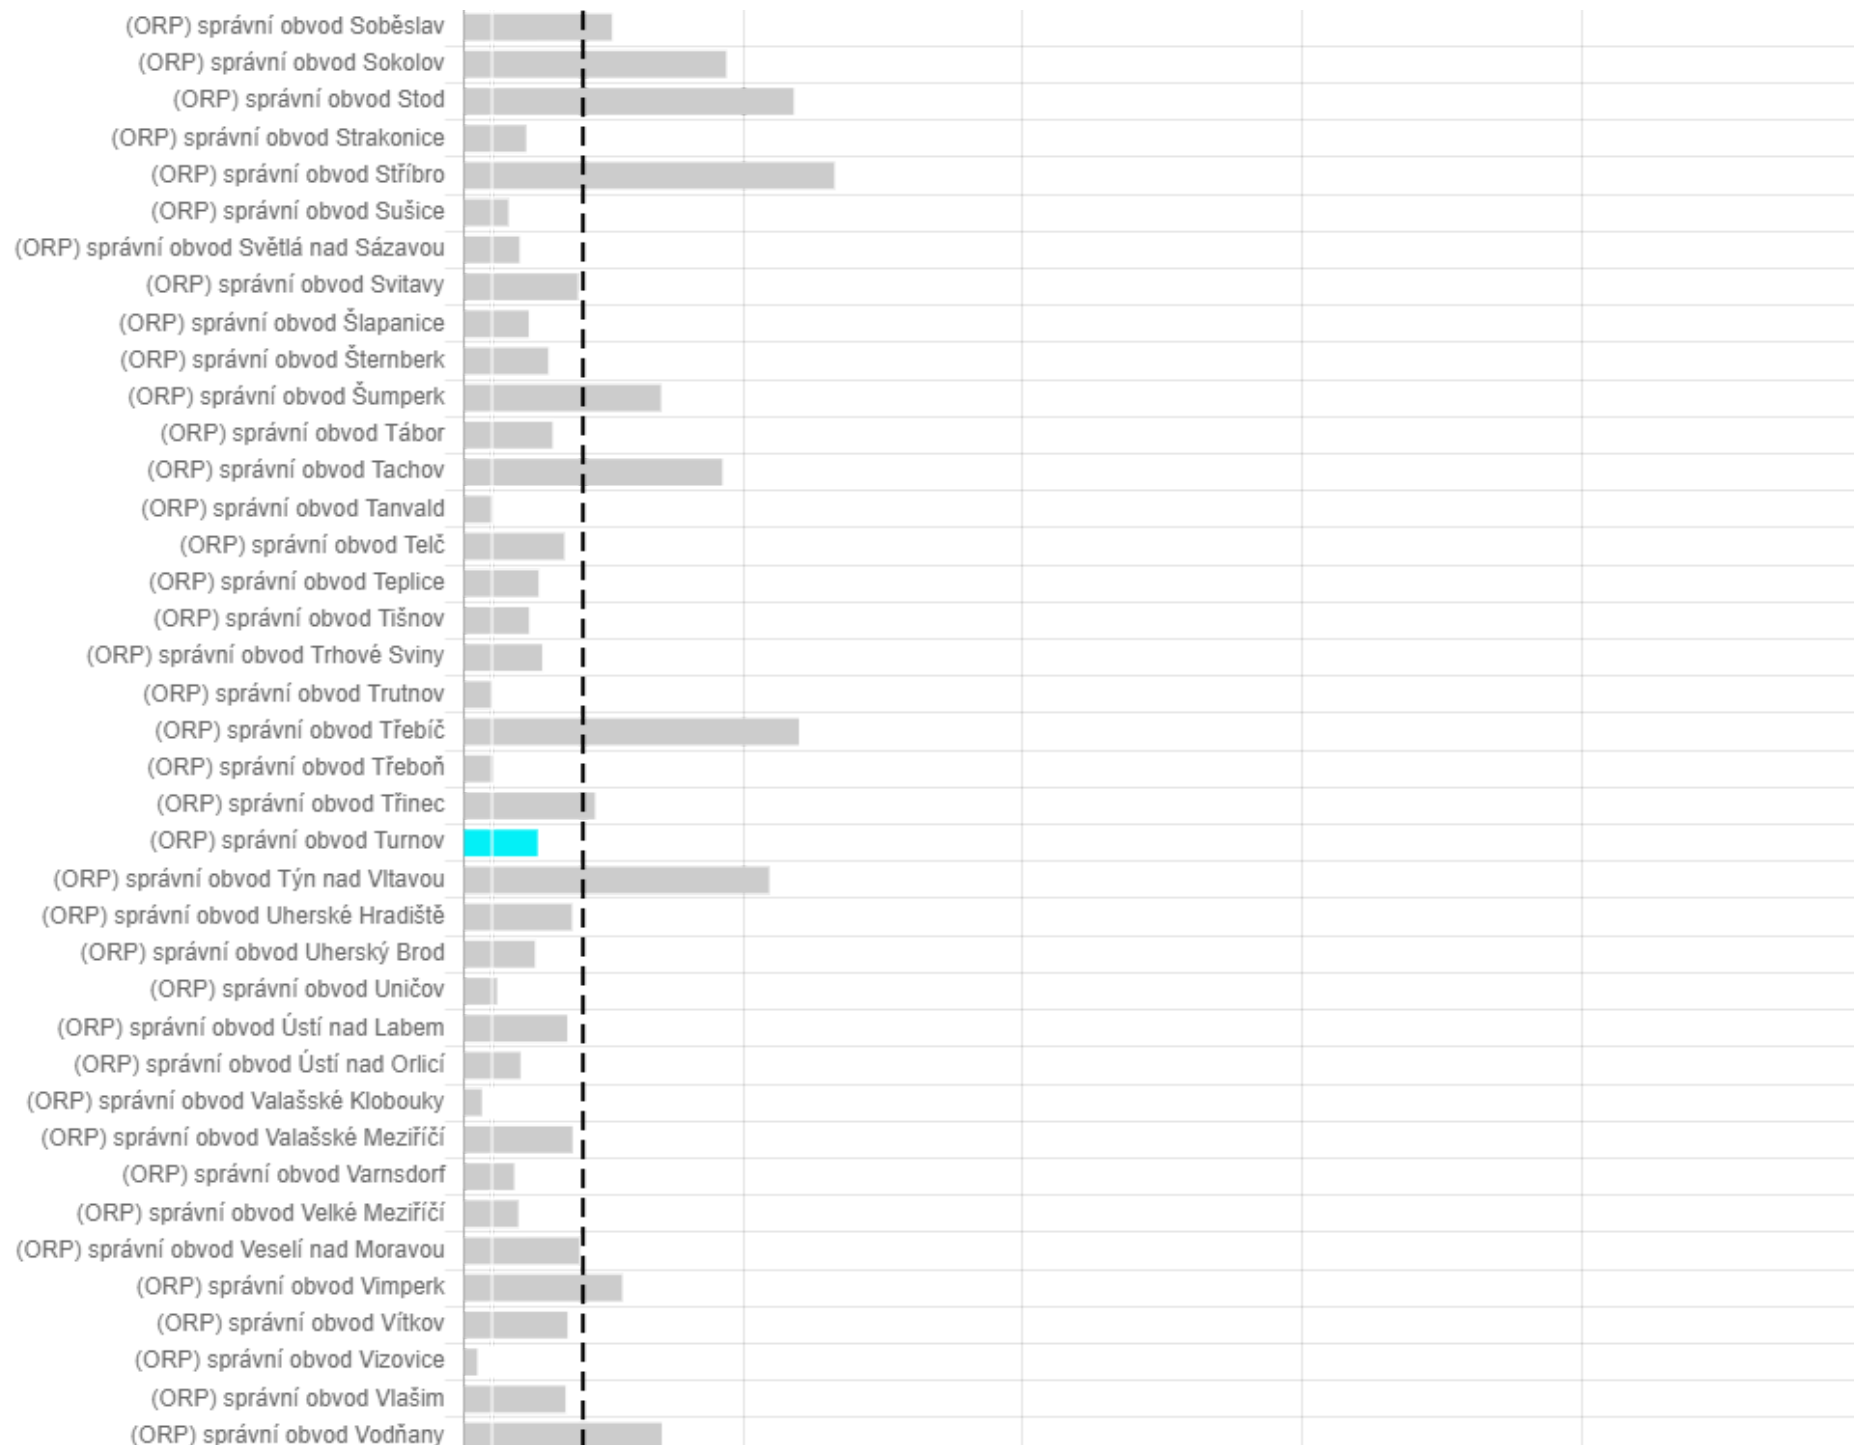 (ORP) správní obvod Soběslav
(ORP) správní obvod Sokolov
(ORP) správní obvod Stod
(ORP) správní obvod Strakonice
(ORP) správní obvod Stříbro
(ORP) správní obvod Sušice
(ORP) správní obvod Světlá nad Sázavou
(ORP) správní obvod Svitavy
(ORP) správní obvod Šlapanice
(ORP) správní obvod Šternberk
(ORP) správní obvod Šumperk
(ORP) správní obvod Tábor
(ORP) správní obvod Tachov
(ORP) správní obvod Tanvald
(ORP) správní obvod Telč
(ORP) správní obvod Teplice
(ORP) správní obvod Tišnov
(ORP) správní obvod Trhové Sviny
(ORP) správní obvod Trutnov
(ORP) správní obvod Třebíč
(ORP) správní obvod Třeboň
(ORP) správní obvod Třinec
(ORP) správní obvod Turnov
(ORP) správní obvod Týn nad Vltavou
(ORP) správní obvod Uherské Hradiště
(ORP) správní obvod Uherský Brod
(ORP) správní obvod Uničov
(ORP) správní obvod Ústí nad Labem
(ORP) správní obvod Ústí nad Orlicí
(ORP) správní obvod Valašské Klobouky
(ORP) správní obvod Valašské Meziříčí
(ORP) správní obvod Varnsdorf
(ORP) správní obvod Velké Meziříčí
(ORP) správní obvod Veselí nad Moravou
(ORP) správní obvod Vimperk
(ORP) správní obvod Vítkov
(ORP) správní obvod Vizovice
(ORP) správní obvod Vlašim
(ORP) správní obvod Vodňany